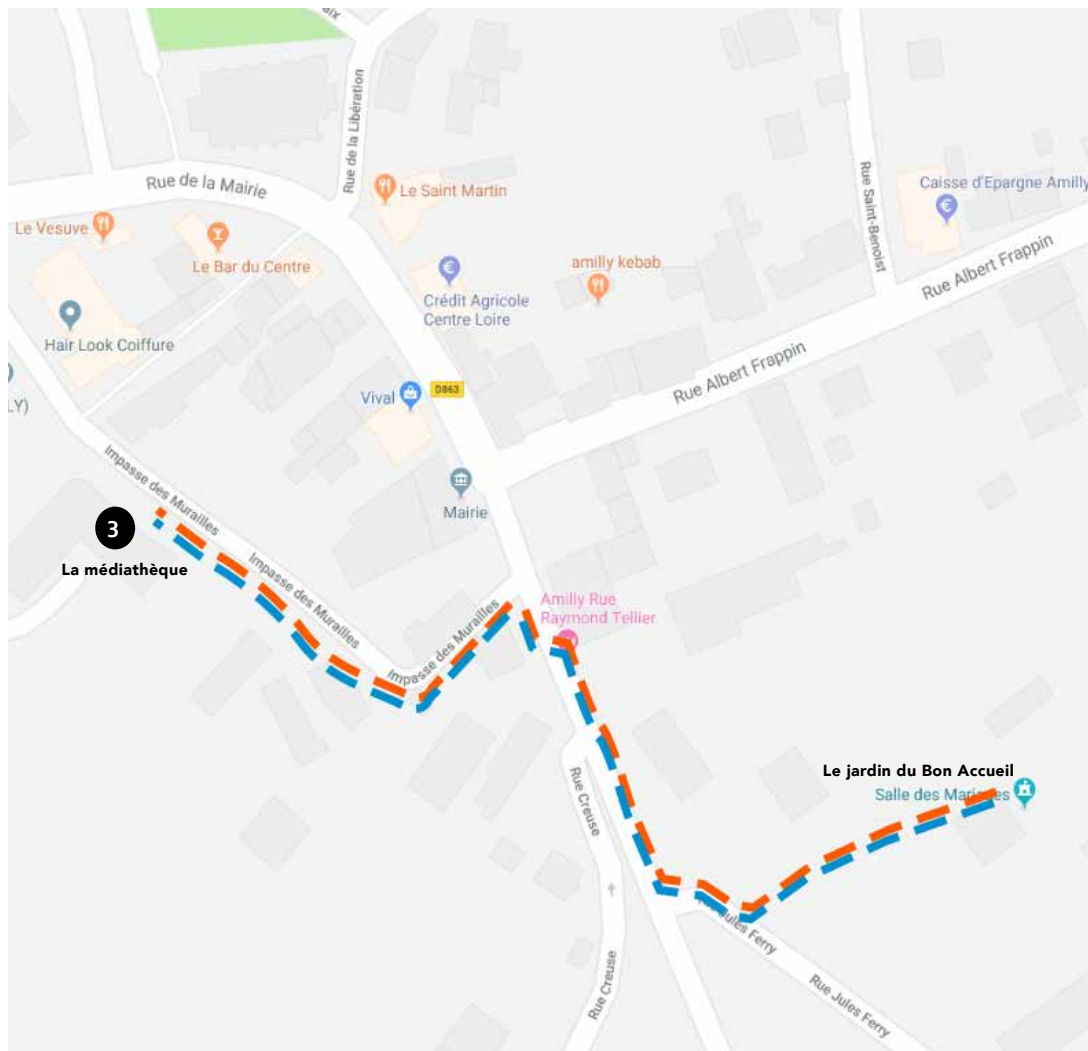 aix
Rue de la Libération
Rue de la Mairie
Le Saint Martin
Rue Saint-Benoist
Caisse d'Epargne Amilly
Le Vesuve
Le Bar du Centre
amilly kebab
Rue Albert Frappin
Crédit Agricole
Centre Loire
Hair Look Coiffure
Rue Albert Frappin
Vival
D863
LY)
Impasse des Murailles
Mairie
3
La médiathèque
Impasse des Murailles
Impasse des Murailles
Amilly Rue
Raymond Tellier
Le jardin du Bon Accueil
Salle des Mariages
Rue Creuse
Rue Jules Ferry
Rue Creuse
Rue Jules Ferry